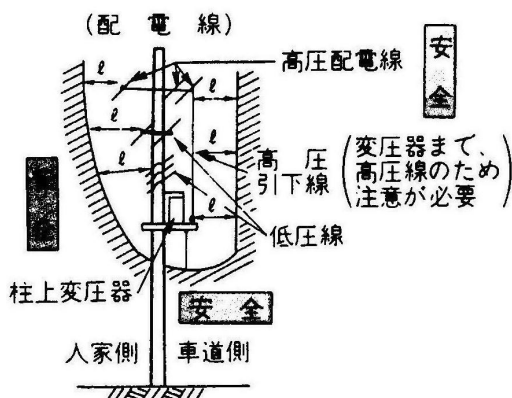 (配電線)
高圧配電線
安全
ℓ
ℓ
ℓ
ℓ
ℓ
ℓ
高圧引下線
(変圧器まで、
高圧線のため
注意が必要)
低圧線
柱上変圧器
安全
人家側
車道側